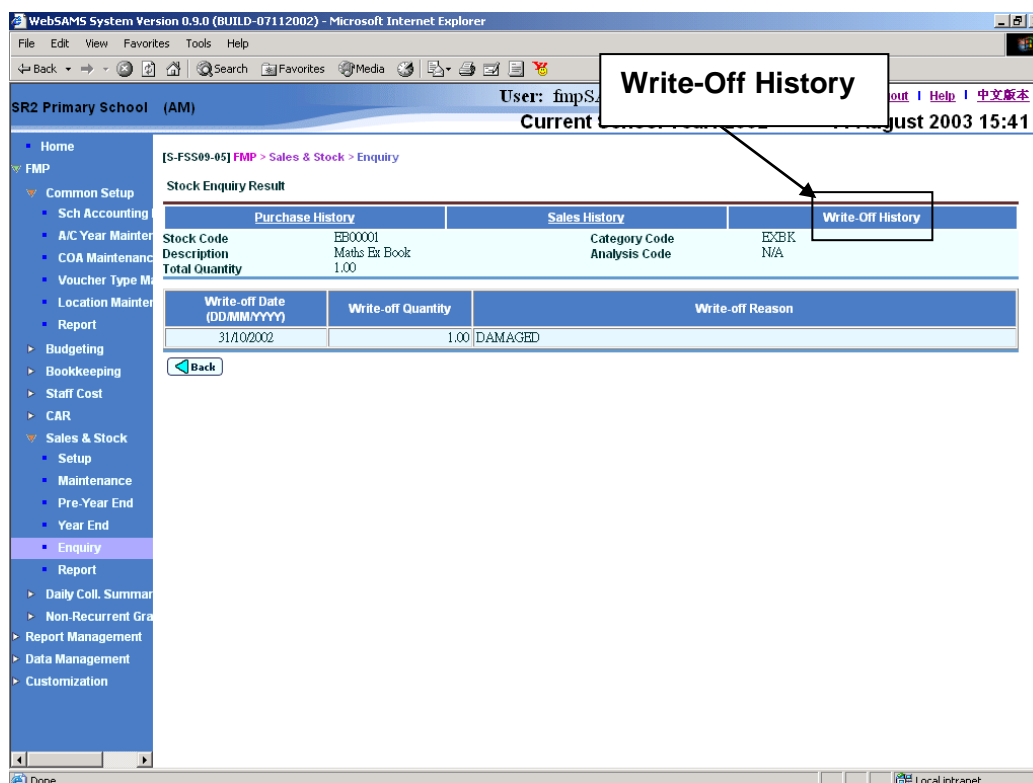 WebSAMS System Version 0.9.0 (BUILD-07112002) - Microsoft Internet Explorer
File Edit View Favorites Tools Help
Back Search Favorites Media
Write-Off History
SR2 Primary School (AM)
User: fmpSA
out | Help | 中文版本
Current 2003 15:41
Home
FMP
Common Setup
Sch Accounting
A/C Year Mainter
COA Maintenanc
Voucher Type Ma
Location Mainter
Report
Budgeting
Bookkeeping
Staff Cost
CAR
Sales & Stock
Setup
Maintenance
Pre-Year End
Year End
Enquiry
Report
Daily Coll. Summar
Non-Recurrent Gra
Report Management
Data Management
Customization
[S-FSS09-05] FMP > Sales & Stock > Enquiry
Stock Enquiry Result
Purchase History Sales History Write-Off History
Stock Code EB00001 Category Code EXBK
Description Maths Ex Book Analysis Code N/A
Total Quantity 1.00
Write-off Date (DD/MM/YYYY) Write-off Quantity Write-off Reason
31/10/2002 1.00 DAMAGED
Back
Done Local intranet